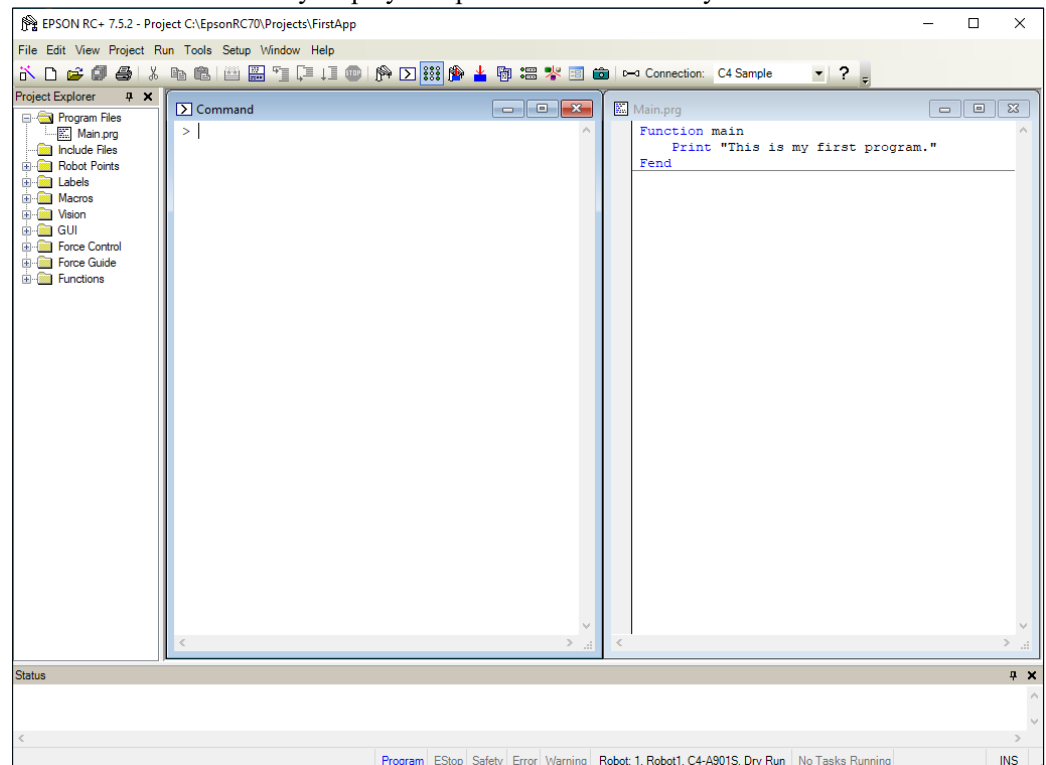 EPSON RC+ 7.5.2 - Project C:\EpsonRC70\Projects\FirstApp
File Edit View Project Run Tools Setup Window Help
Connection: C4 Sample ?
Project Explorer
Program Files
Main.prg
Include Files
Robot Points
Labels
Macros
Vision
GUI
Force Control
Force Guide
Functions
Command
>
Main.prg
Function main
Print "This is my first program."
Fend
Status
Program EStop Safety Error Warning Robot: 1, Robot1, C4-A901S, Dry Run No Tasks Running INS